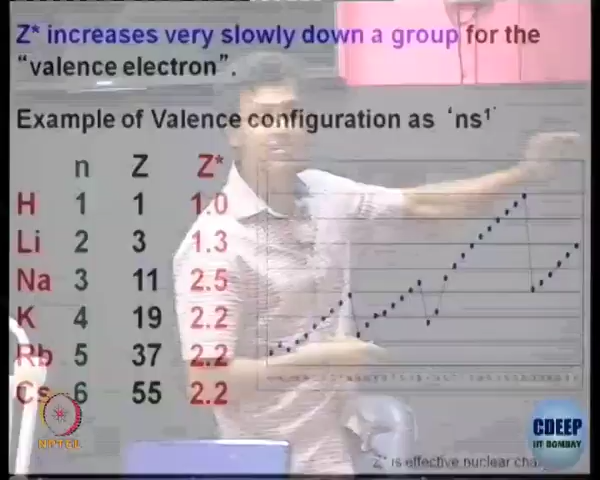 Z* increases very slowly down a group for the
"valence electron".
Example of Valence configuration as 'ns¹'
n Z Z*
H 1 1 1.0
Li 2 3 1.3
Na 3 11 2.5
K 4 19 2.2
Rb 5 37 2.2
Cs 6 55 2.2
NPTEL
CDEEP
IIT BOMBAY
Z* is effective nuclear